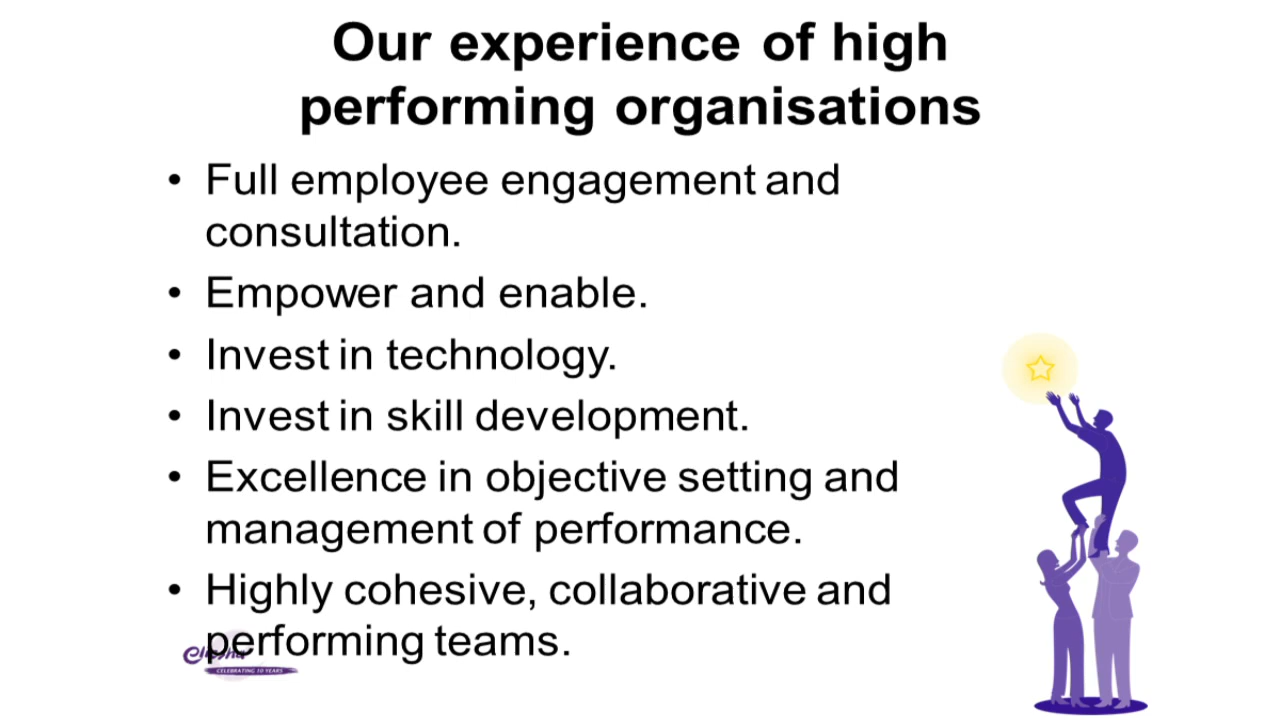 Our experience of high
performing organisations
• Full employee engagement and
consultation.
• Empower and enable.
• Invest in technology.
• Invest in skill development.
• Excellence in objective setting and
management of performance.
• Highly cohesive, collaborative and
performing teams.
CELEBRATING 10 YEARS